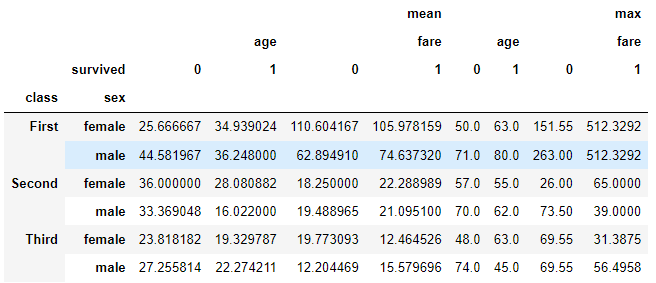 mean max
age fare age fare
survived 0 1 0 1 0 1 0 1
class sex
First female 25.666667 34.939024 110.604167 105.978159 50.0 63.0 151.55 512.3292
male 44.581967 36.248000 62.894910 74.637320 71.0 80.0 263.00 512.3292
Second female 36.000000 28.080882 18.250000 22.288989 57.0 55.0 26.00 65.0000
male 33.369048 16.022000 19.488965 21.095100 70.0 62.0 73.50 39.0000
Third female 23.818182 19.329787 19.773093 12.464526 48.0 63.0 69.55 31.3875
male 27.255814 22.274211 12.204469 15.579696 74.0 45.0 69.55 56.4958